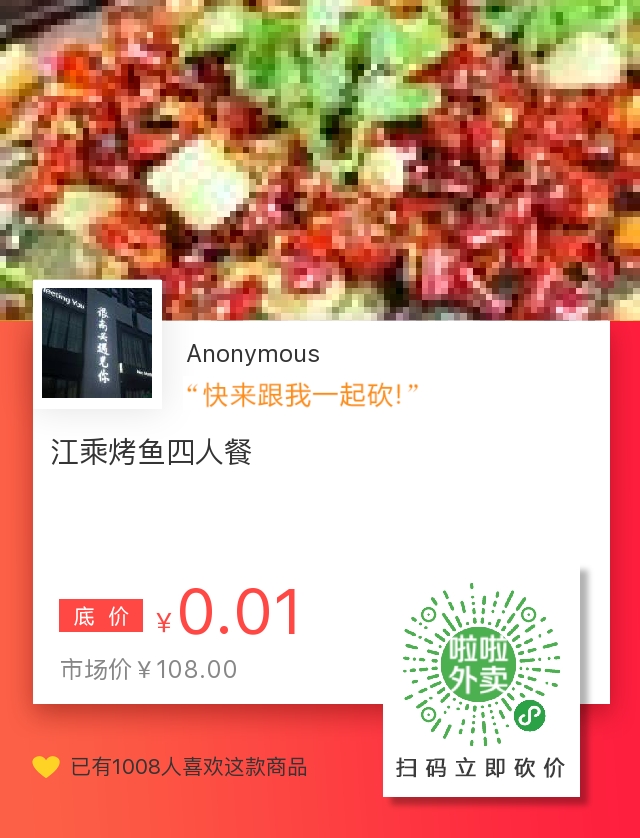 Meeting You
很高兴遇见你
Anonymous
“快来跟我一起砍!”
江乘烤鱼四人餐
底 价 ¥0.01
市场价¥108.00
啦啦
外卖
扫码立即砍价
已有1008人喜欢这款商品